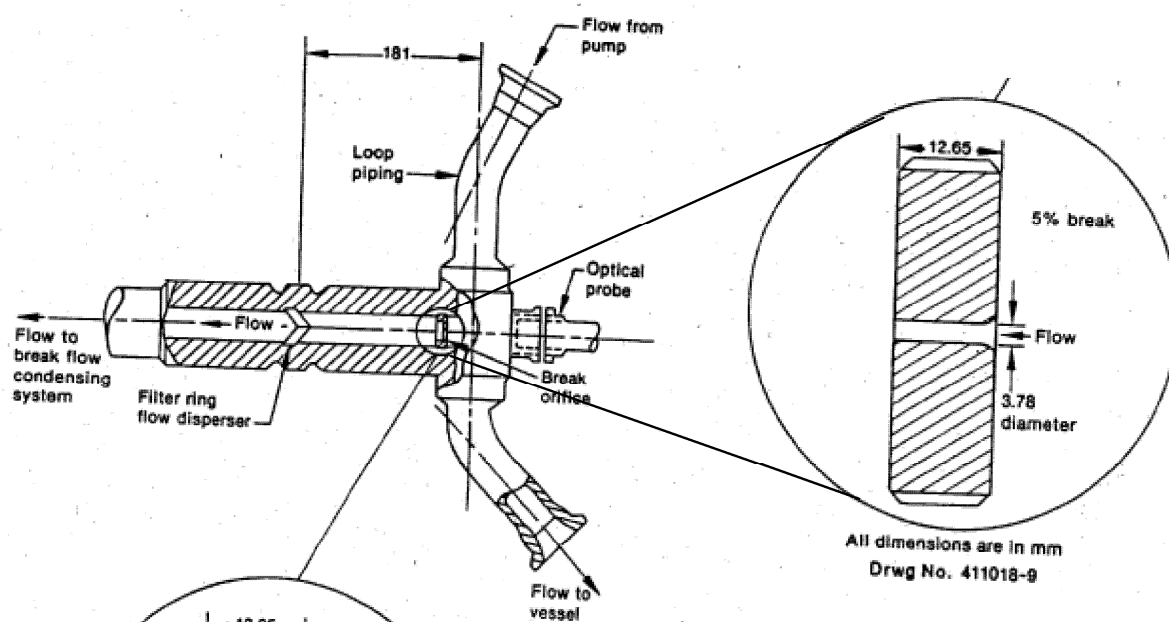 Flow from
pump
181
Loop
piping
12.65
5% break
Optical
probe
Flow
Flow
Flow to
break flow
condensing
system
Filter ring
flow disperser
Break
orifice
3.78
diameter
All dimensions are in mm
Drwg No. 411018-9
Flow to
vessel